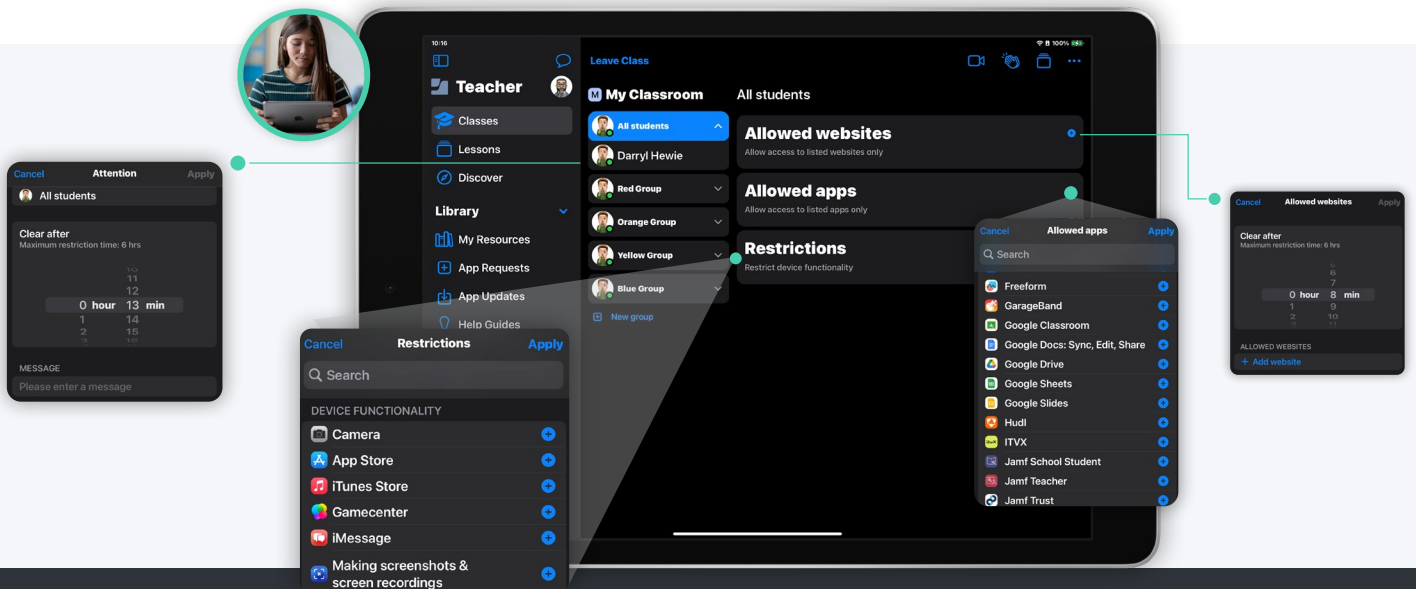 10:16
100%
Teacher
Classes
Lessons
Discover
Library
My Resources
App Requests
App Updates
Help Guides
Leave Class
M My Classroom
All students
Darryl Hewie
Red Group
Orange Group
Yellow Group
Blue Group
New group
All students
Allowed websites
Allow access to listed websites only
Allowed apps
Allow access to listed apps only
Restrictions
Restrict device functionality
Cancel Attention Apply
All students
Clear after
Maximum restriction time: 6 hrs
10
11
12
0 hour 13 min
1 14
2 15
3 16
MESSAGE
Please enter a message
Cancel Restrictions Apply
Search
DEVICE FUNCTIONALITY
Camera
App Store
iTunes Store
Gamecenter
iMessage
Making screenshots &
screen recordings
Cancel Allowed apps Apply
Search
Freeform
GarageBand
Google Classroom
Google Docs: Sync, Edit, Share
Google Drive
Google Sheets
Google Slides
Hudl
ITVX
Jamf School Student
Jamf Teacher
Jamf Trust
Cancel Allowed websites Apply
Clear after
Maximum restriction time: 6 hrs
6
7
0 hour 8 min
1 9
2 10
3 11
ALLOWED WEBSITES
+ Add website